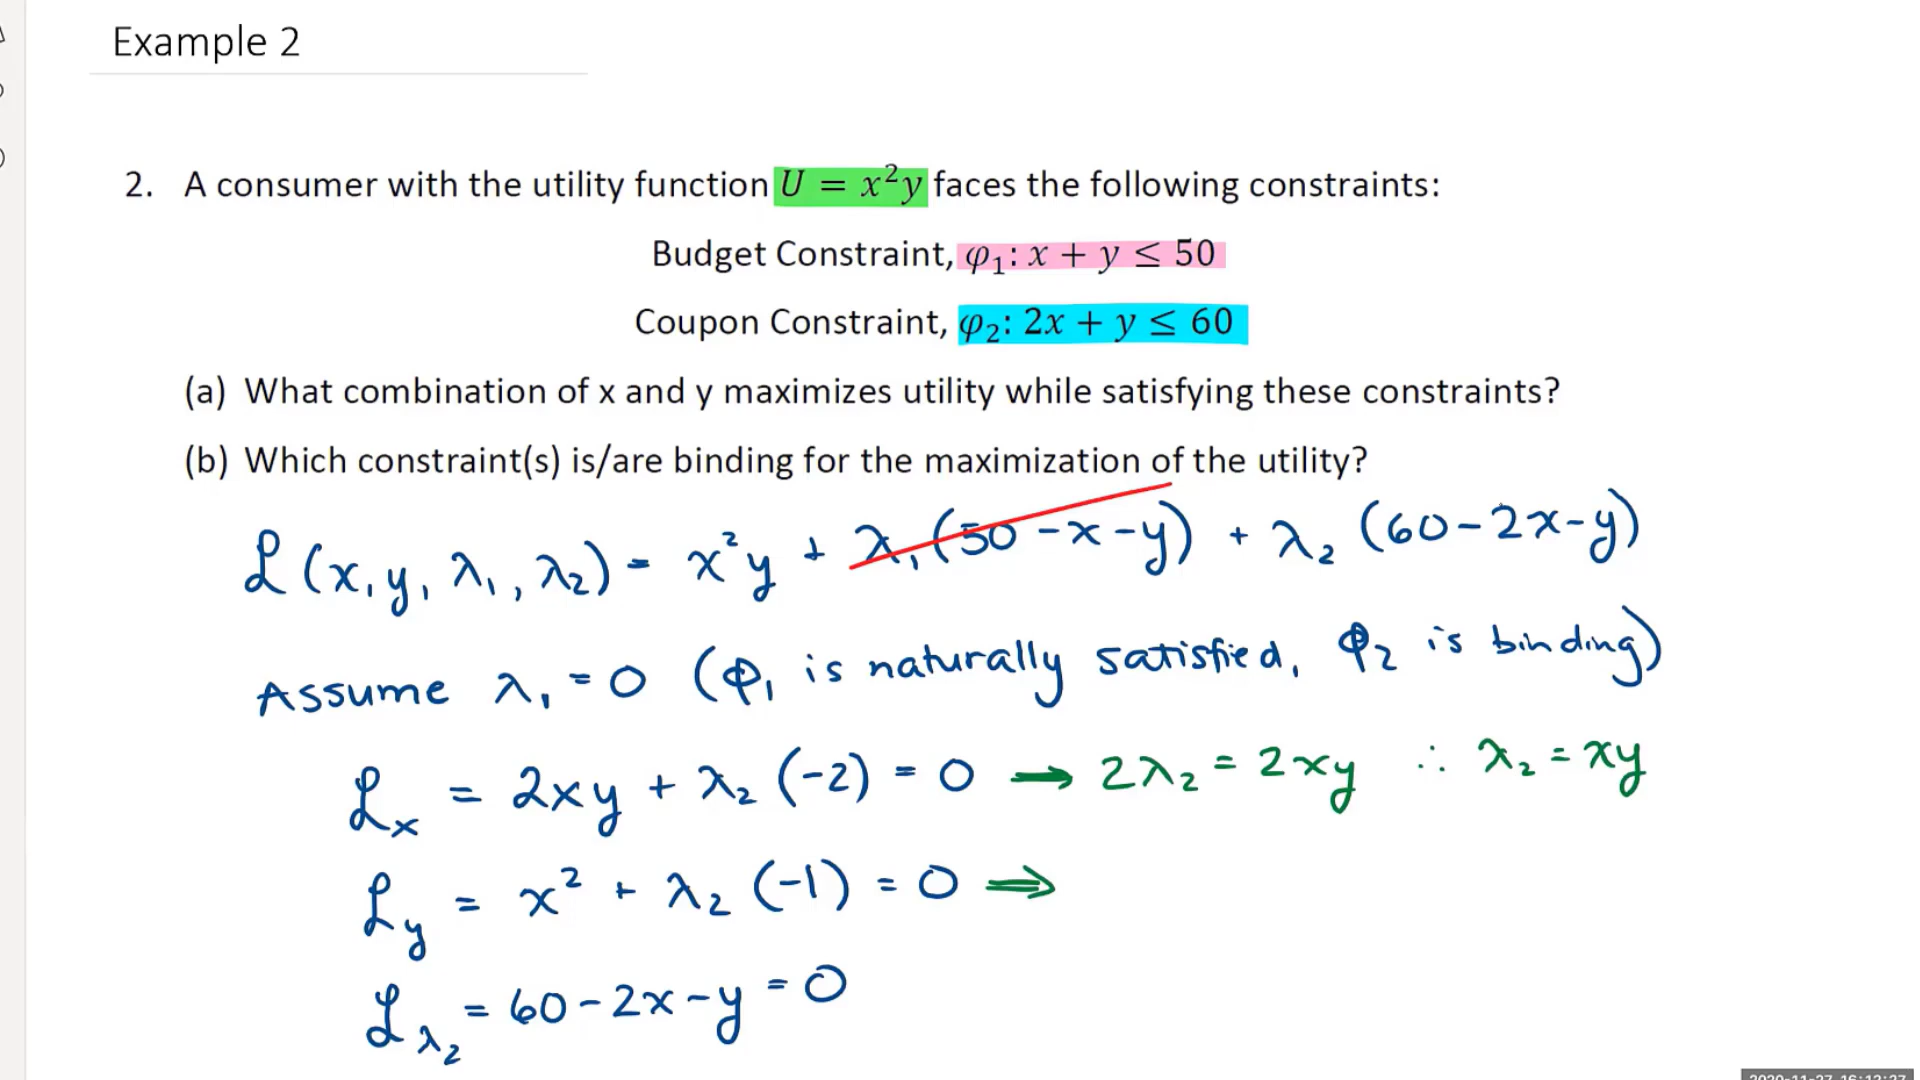 Example 2
2. A consumer with the utility function U = x²y faces the following constraints:
Budget Constraint, φ₁: x + y ≤ 50
Coupon Constraint, φ₂: 2x + y ≤ 60
(a) What combination of x and y maximizes utility while satisfying these constraints?
(b) Which constraint(s) is/are binding for the maximization of the utility?
ℒ(x, y, λ₁, λ₂) = x²y + λ₁(50 - x - y) + λ₂(60 - 2x - y)
Assume λ₁ = 0 (φ₁ is naturally satisfied, φ₂ is binding)
ℒₓ = 2xy + λ₂(-2) = 0 → 2λ₂ = 2xy ∴ λ₂ = xy
ℒ_y = x² + λ₂(-1) = 0 ⇒
ℒ_λ₂ = 60 - 2x - y = 0